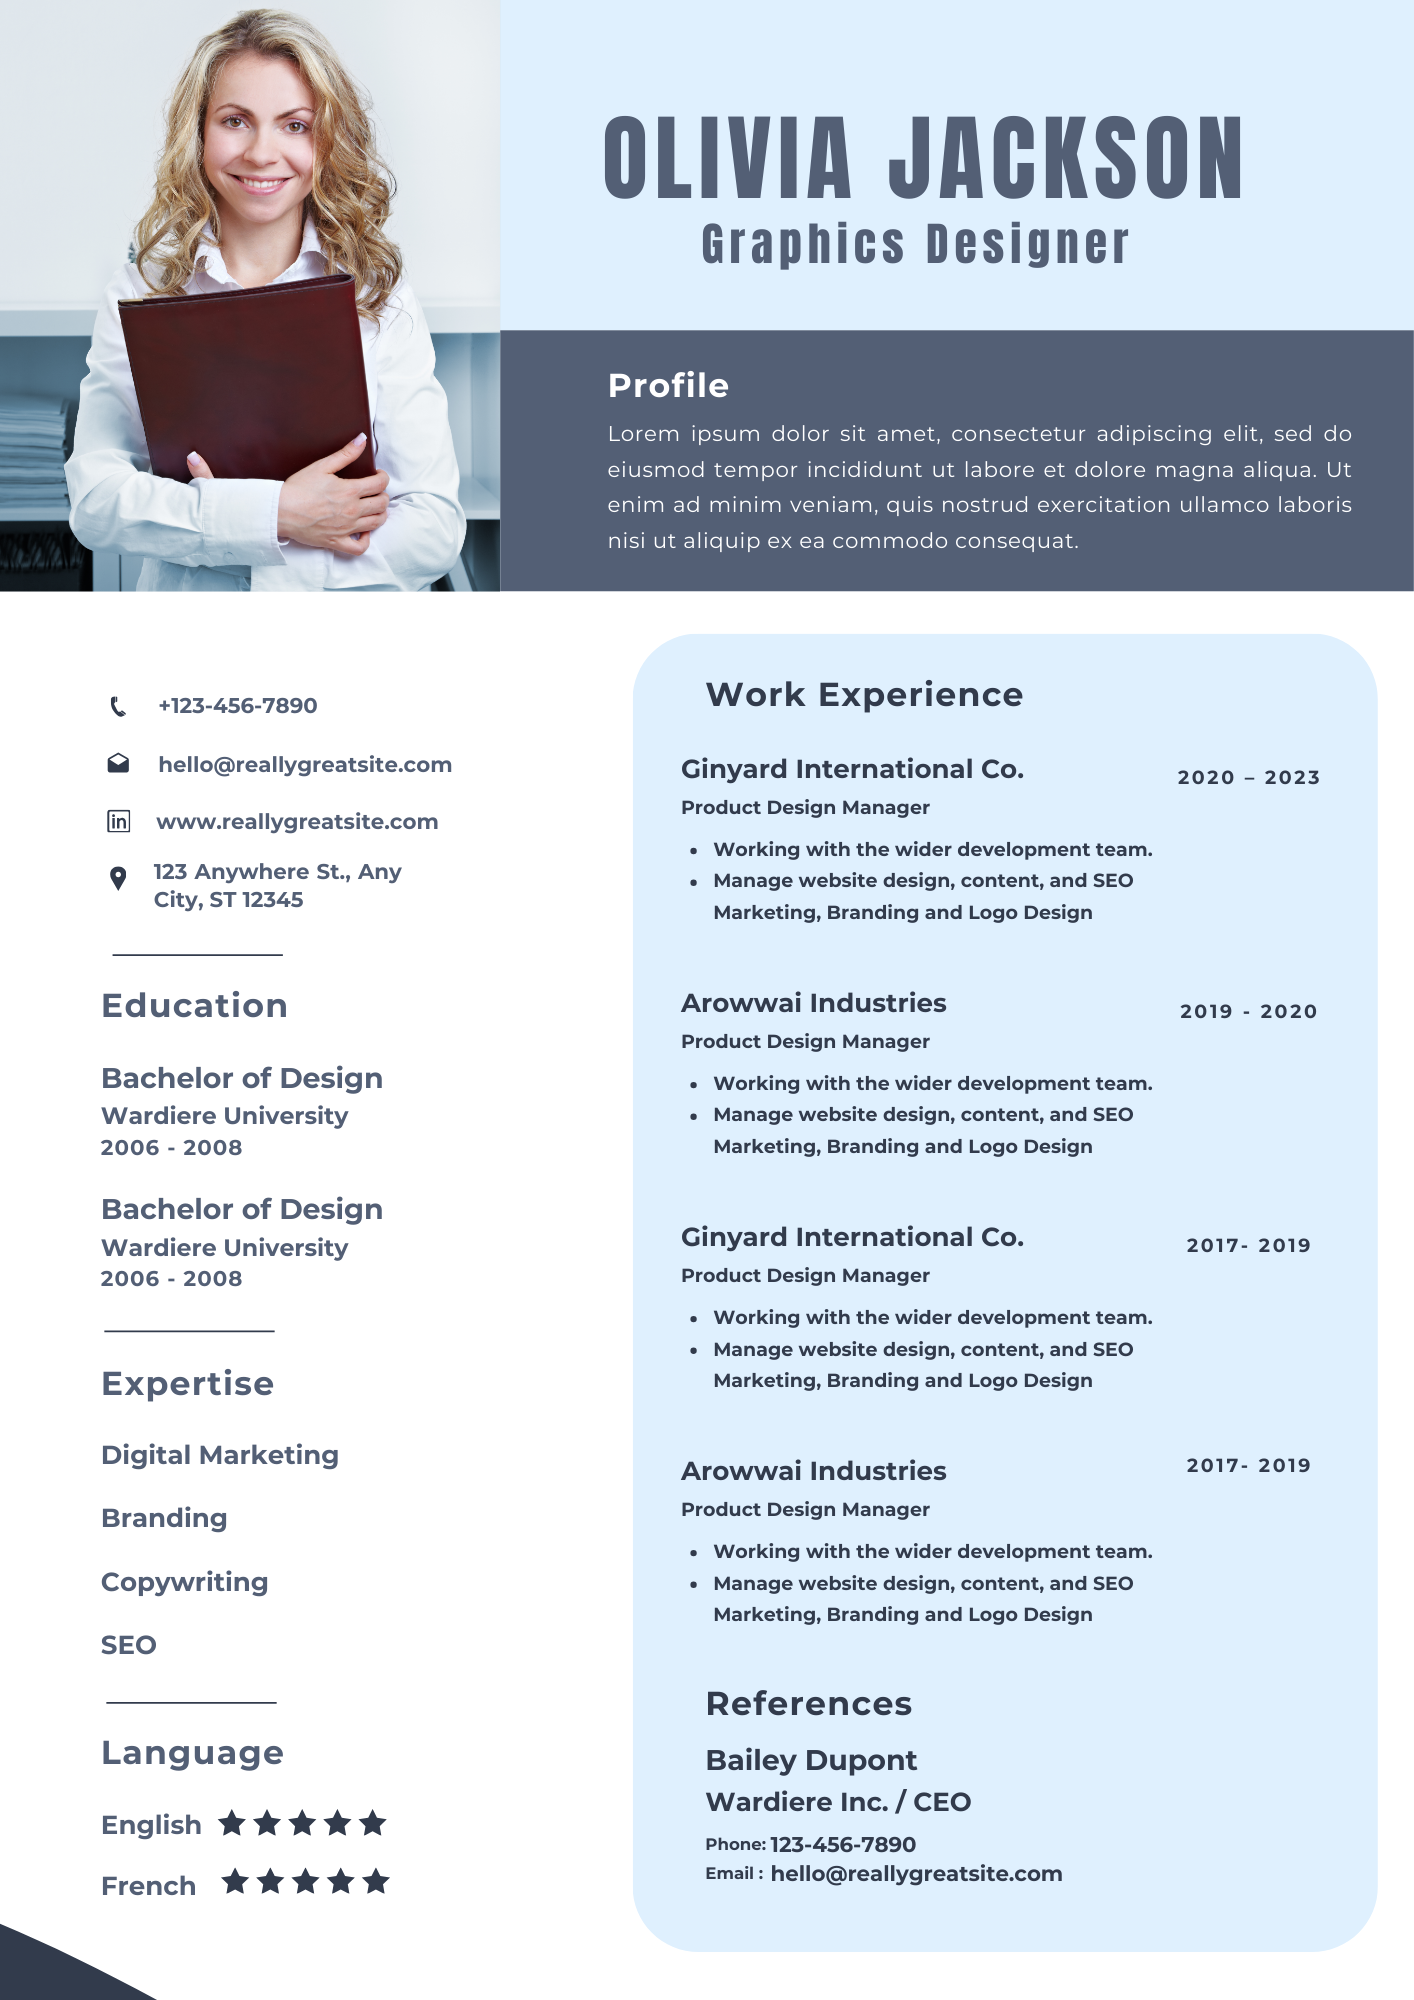 OLIVIA JACKSON
Graphics Designer
Profile
Lorem ipsum dolor sit amet, consectetur adipiscing elit, sed do
eiusmod tempor incididunt ut labore et dolore magna aliqua. Ut
enim ad minim veniam, quis nostrud exercitation ullamco laboris
nisi ut aliquip ex ea commodo consequat.
+123-456-7890
hello@reallygreatsite.com
in
www.reallygreatsite.com
123 Anywhere St., Any
City, ST 12345
Education
Bachelor of Design
Wardiere University
2006 - 2008
Bachelor of Design
Wardiere University
2006 - 2008
Expertise
Digital Marketing
Branding
Copywriting
SEO
Language
English
French
Work Experience
Ginyard International Co.
2020 – 2023
Product Design Manager
• Working with the wider development team.
• Manage website design, content, and SEO
Marketing, Branding and Logo Design
Arowwai Industries
2019 - 2020
Product Design Manager
• Working with the wider development team.
• Manage website design, content, and SEO
Marketing, Branding and Logo Design
Ginyard International Co.
2017- 2019
Product Design Manager
• Working with the wider development team.
• Manage website design, content, and SEO
Marketing, Branding and Logo Design
Arowwai Industries
2017- 2019
Product Design Manager
• Working with the wider development team.
• Manage website design, content, and SEO
Marketing, Branding and Logo Design
References
Bailey Dupont
Wardiere Inc. / CEO
Phone: 123-456-7890
Email : hello@reallygreatsite.com